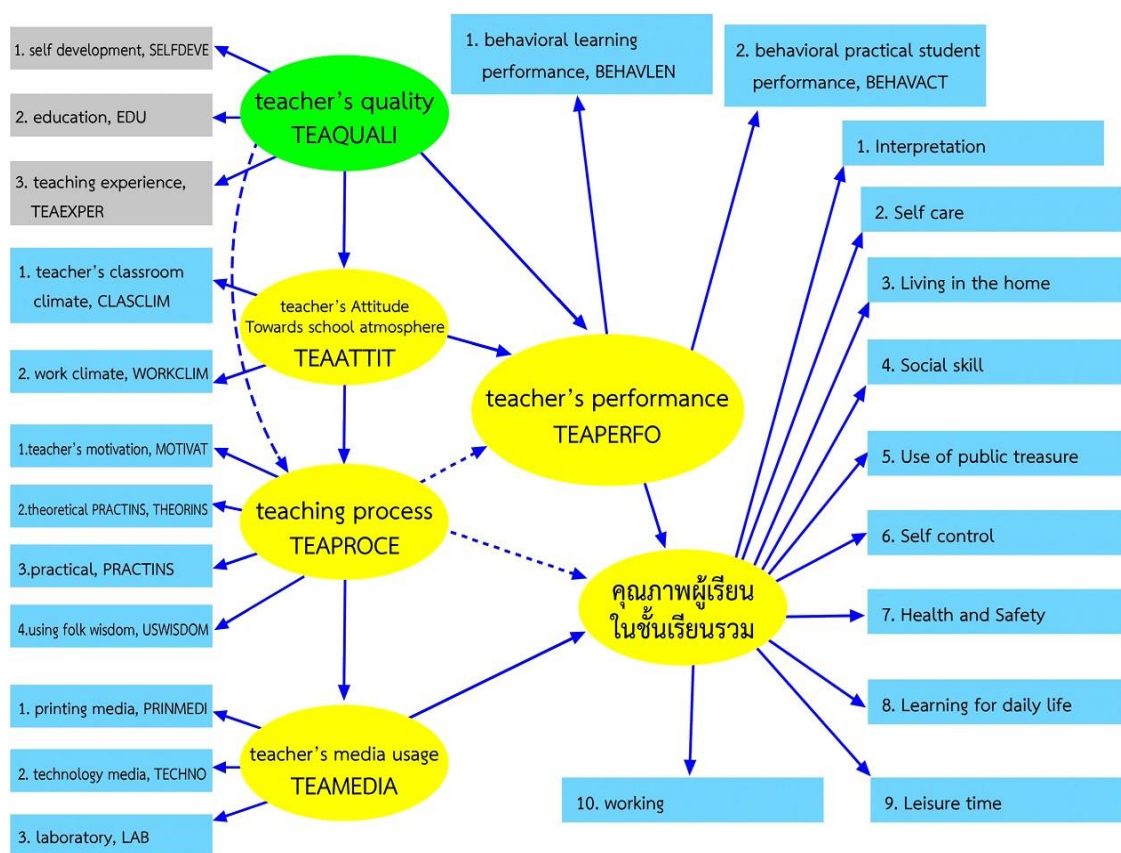 1. self development, SELFDEVE
2. education, EDU
3. teaching experience,
TEAEXPER
teacher's quality
TEAQUALI
1. behavioral learning
performance, BEHAVLEN
2. behavioral practical student
performance, BEHAVACT
1. teacher's classroom
climate, CLASCLIM
2. work climate, WORKCLIM
teacher's Attitude
Towards school atmosphere
TEAATTIT
teacher's performance
TEAPERFO
1.teacher's motivation, MOTIVAT
2.theoretical PRACTINS, THEORINS
3.practical, PRACTINS
4.using folk wisdom, USWISDOM
teaching process
TEAPROCE
คุณภาพผู้เรียน
ในชั้นเรียนรวม
1. printing media, PRINMEDI
2. technology media, TECHNO
3. laboratory, LAB
teacher's media usage
TEAMEDIA
1. Interpretation
2. Self care
3. Living in the home
4. Social skill
5. Use of public treasure
6. Self control
7. Health and Safety
8. Learning for daily life
9. Leisure time
10. working